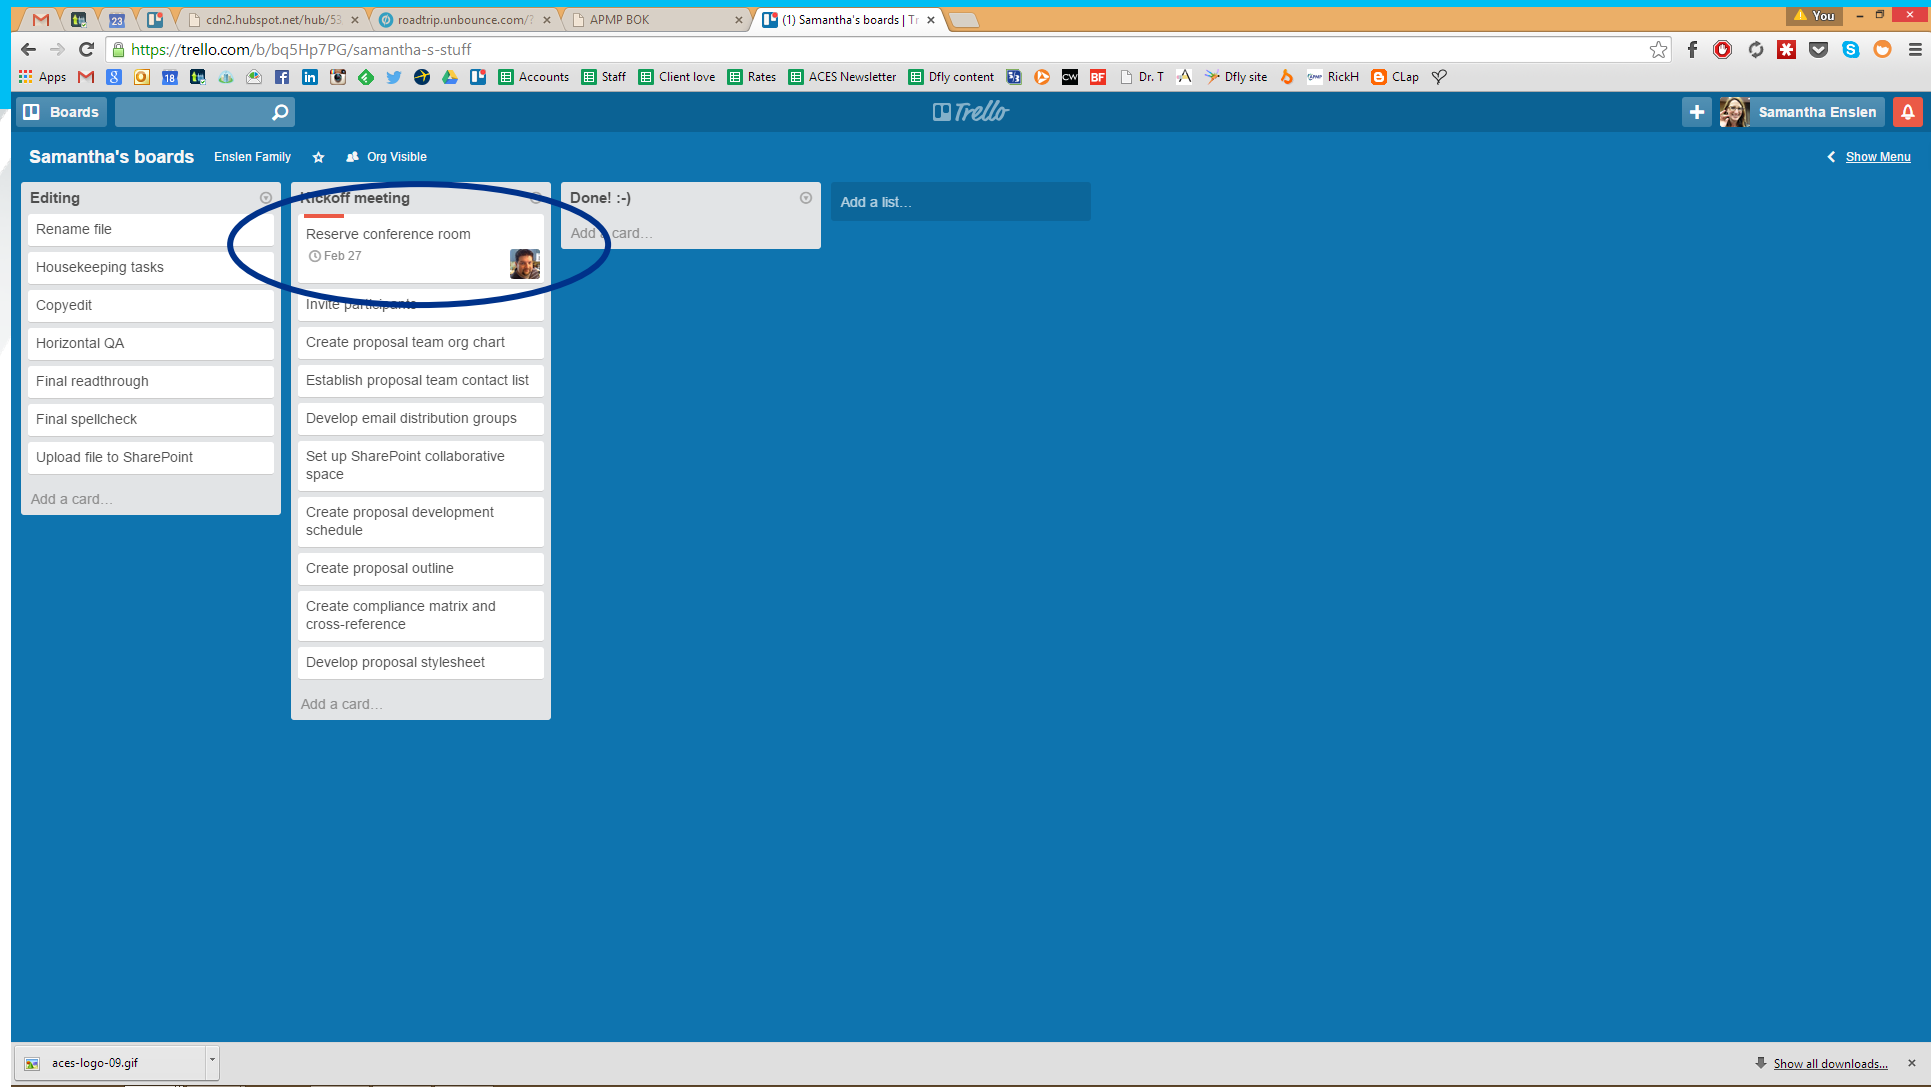 cdn2.hubspot.net/hub/53
roadtrip.unbounce.com/?
APMP BOK
(1) Samantha's boards | Tr
You
https://trello.com/b/bq5Hp7PG/samantha-s-stuff
Apps
Accounts
Staff
Client love
Rates
ACES Newsletter
Dfly content
CW
BF
Dr. T
Dfly site
RickH
CLap
Boards
Trello
Samantha Enslen
Samantha's boards
Enslen Family
Org Visible
Show Menu
Editing
Rename file
Housekeeping tasks
Copyedit
Horizontal QA
Final readthrough
Final spellcheck
Upload file to SharePoint
Add a card…
Kickoff meeting
Reserve conference room
Feb 27
Invite participants
Create proposal team org chart
Establish proposal team contact list
Develop email distribution groups
Set up SharePoint collaborative
space
Create proposal development
schedule
Create proposal outline
Create compliance matrix and
cross-reference
Develop proposal stylesheet
Add a card…
Done! :-)
Add a card…
Add a list…
aces-logo-09.gif
Show all downloads...